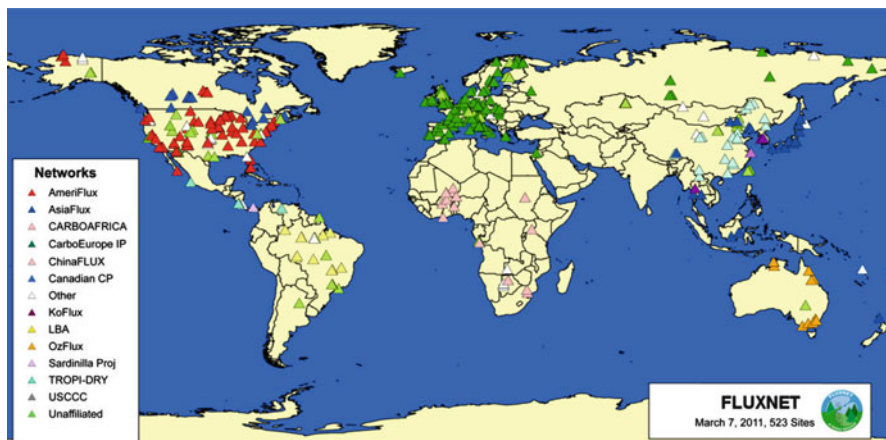 Networks
AmeriFlux
AsiaFlux
CARBOAFRICA
CarboEurope IP
ChinaFLUX
Canadian CP
Other
KoFlux
LBA
OzFlux
Sardinilla Proj
TROPI-DRY
USCCC
Unaffiliated
FLUXNET
March 7, 2011, 523 Sites